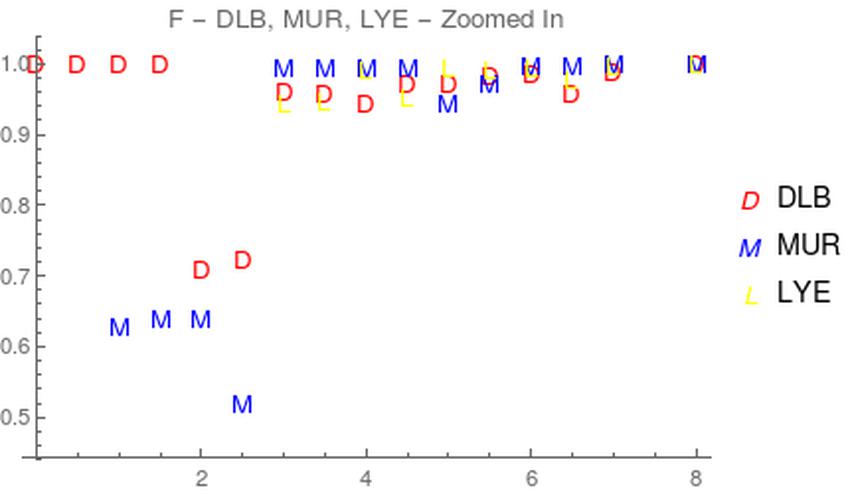 F – DLB, MUR, LYE – Zoomed In
1.0
0.9
0.8
0.7
0.6
0.5
D D D D
M M M M M M M M M M
L L L L L L L L L L
D D D D D D D D D D
D D
M M M
M
2 4 6 8
D DLB
M MUR
L LYE